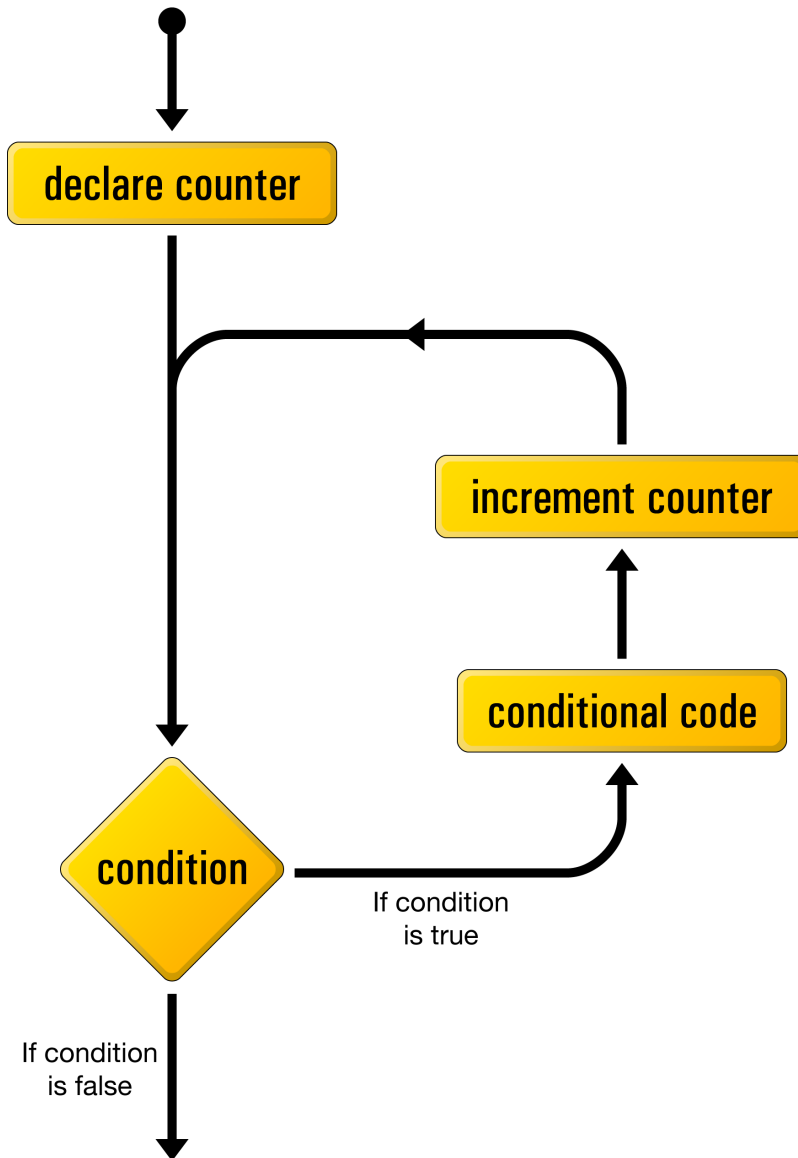 declare counter
increment counter
conditional code
condition
If condition
is true
If condition
is false